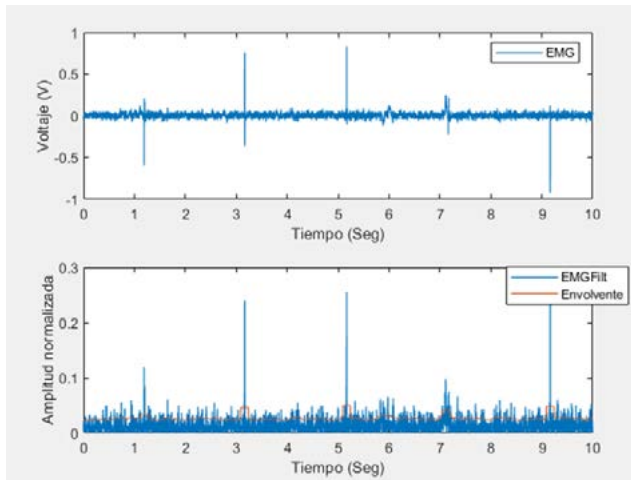 1
0.5
0
-0.5
-1
Voltaje (V)
EMG
0 1 2 3 4 5 6 7 8 9 10
Tiempo (Seg)
0.3
0.2
0.1
0
Amplitud normalizada
EMGFilt
Envolvente
0 1 2 3 4 5 6 7 8 9 10
Tiempo (Seg)